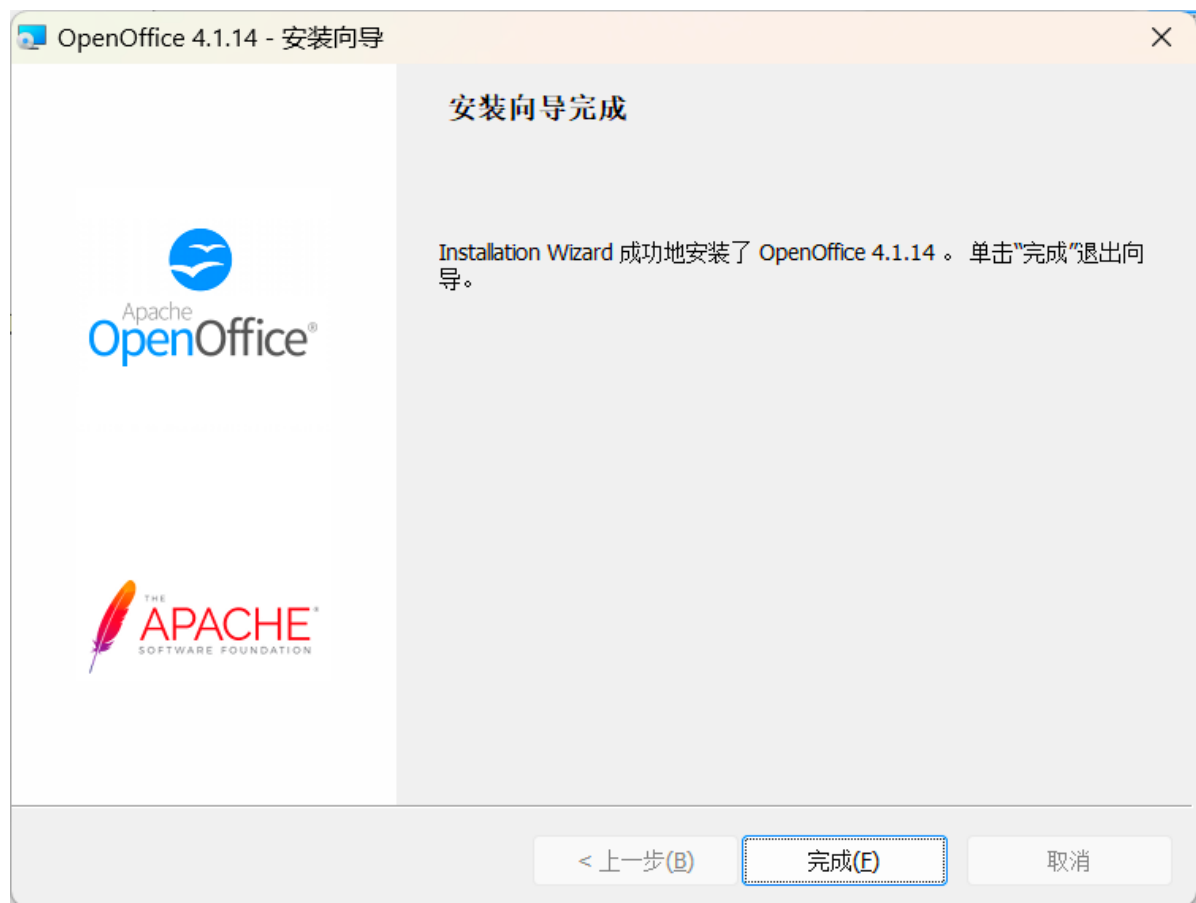 OpenOffice 4.1.14 - 安装向导
安装向导完成
Installation Wizard 成功地安装了 OpenOffice 4.1.14 。 单击“完成”退出向
导。
Apache
OpenOffice®
THE
APACHE®
SOFTWARE FOUNDATION
< 上一步(B)
完成(F)
取消